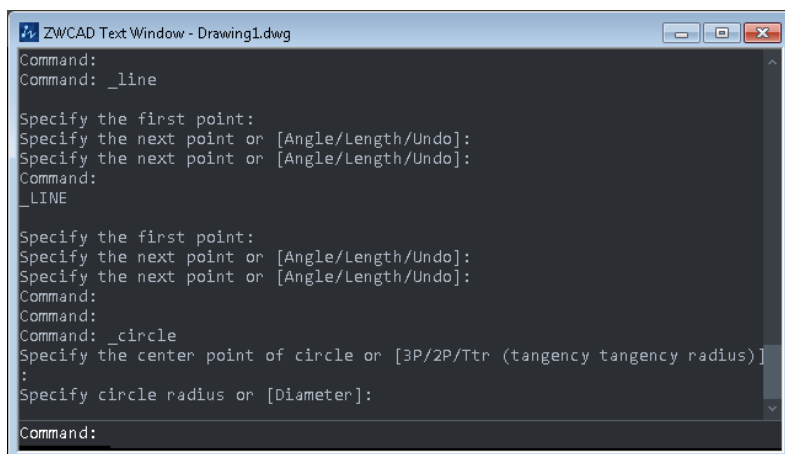 ZWCAD Text Window - Drawing1.dwg
Command:
Command: _line
Specify the first point:
Specify the next point or [Angle/Length/Undo]:
Specify the next point or [Angle/Length/Undo]:
Command:
_LINE
Specify the first point:
Specify the next point or [Angle/Length/Undo]:
Specify the next point or [Angle/Length/Undo]:
Command:
Command:
Command: _circle
Specify the center point of circle or [3P/2P/Ttr (tangency tangency radius)]
:
Specify circle radius or [Diameter]:
Command: